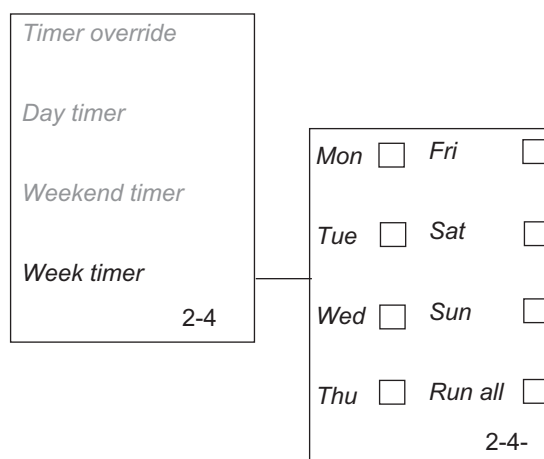 Timer override
Day timer
Weekend timer
Week timer
2-4
Mon Fri
Tue Sat
Wed Sun
Thu Run all
2-4-